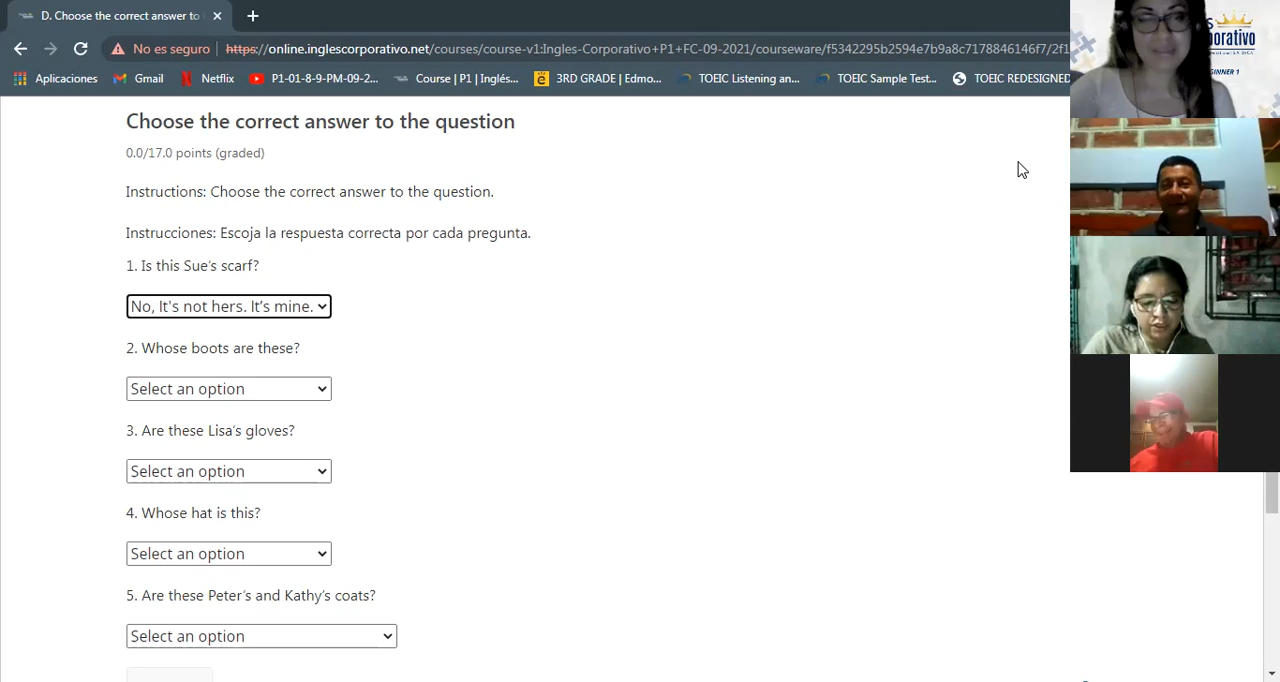 D. Choose the correct answer to
No es seguro
https://online.inglescorporativo.net/courses/course-v1:Ingles-Corporativo+P1+FC-09-2021/courseware/f5342295b2594e7b9a8c7178846146f7/2f1
Aplicaciones
Gmail
Netflix
P1-01-8-9-PM-09-2...
Course | P1 | Inglés...
3RD GRADE | Edmo...
TOEIC Listening an...
TOEIC Sample Test...
TOEIC REDESIGNED
Choose the correct answer to the question
0.0/17.0 points (graded)
Instructions: Choose the correct answer to the question.
Instrucciones: Escoja la respuesta correcta por cada pregunta.
1. Is this Sue's scarf?
No, It's not hers. It's mine.
2. Whose boots are these?
Select an option
3. Are these Lisa's gloves?
Select an option
4. Whose hat is this?
Select an option
5. Are these Peter's and Kathy's coats?
Select an option